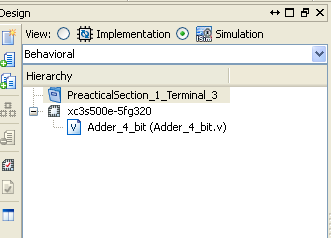 Design
View: Implementation Simulation
Behavioral
Hierarchy
PreacticalSection_1_Terminal_3
xc3s500e-5fg320
Adder_4_bit (Adder_4_bit.v)